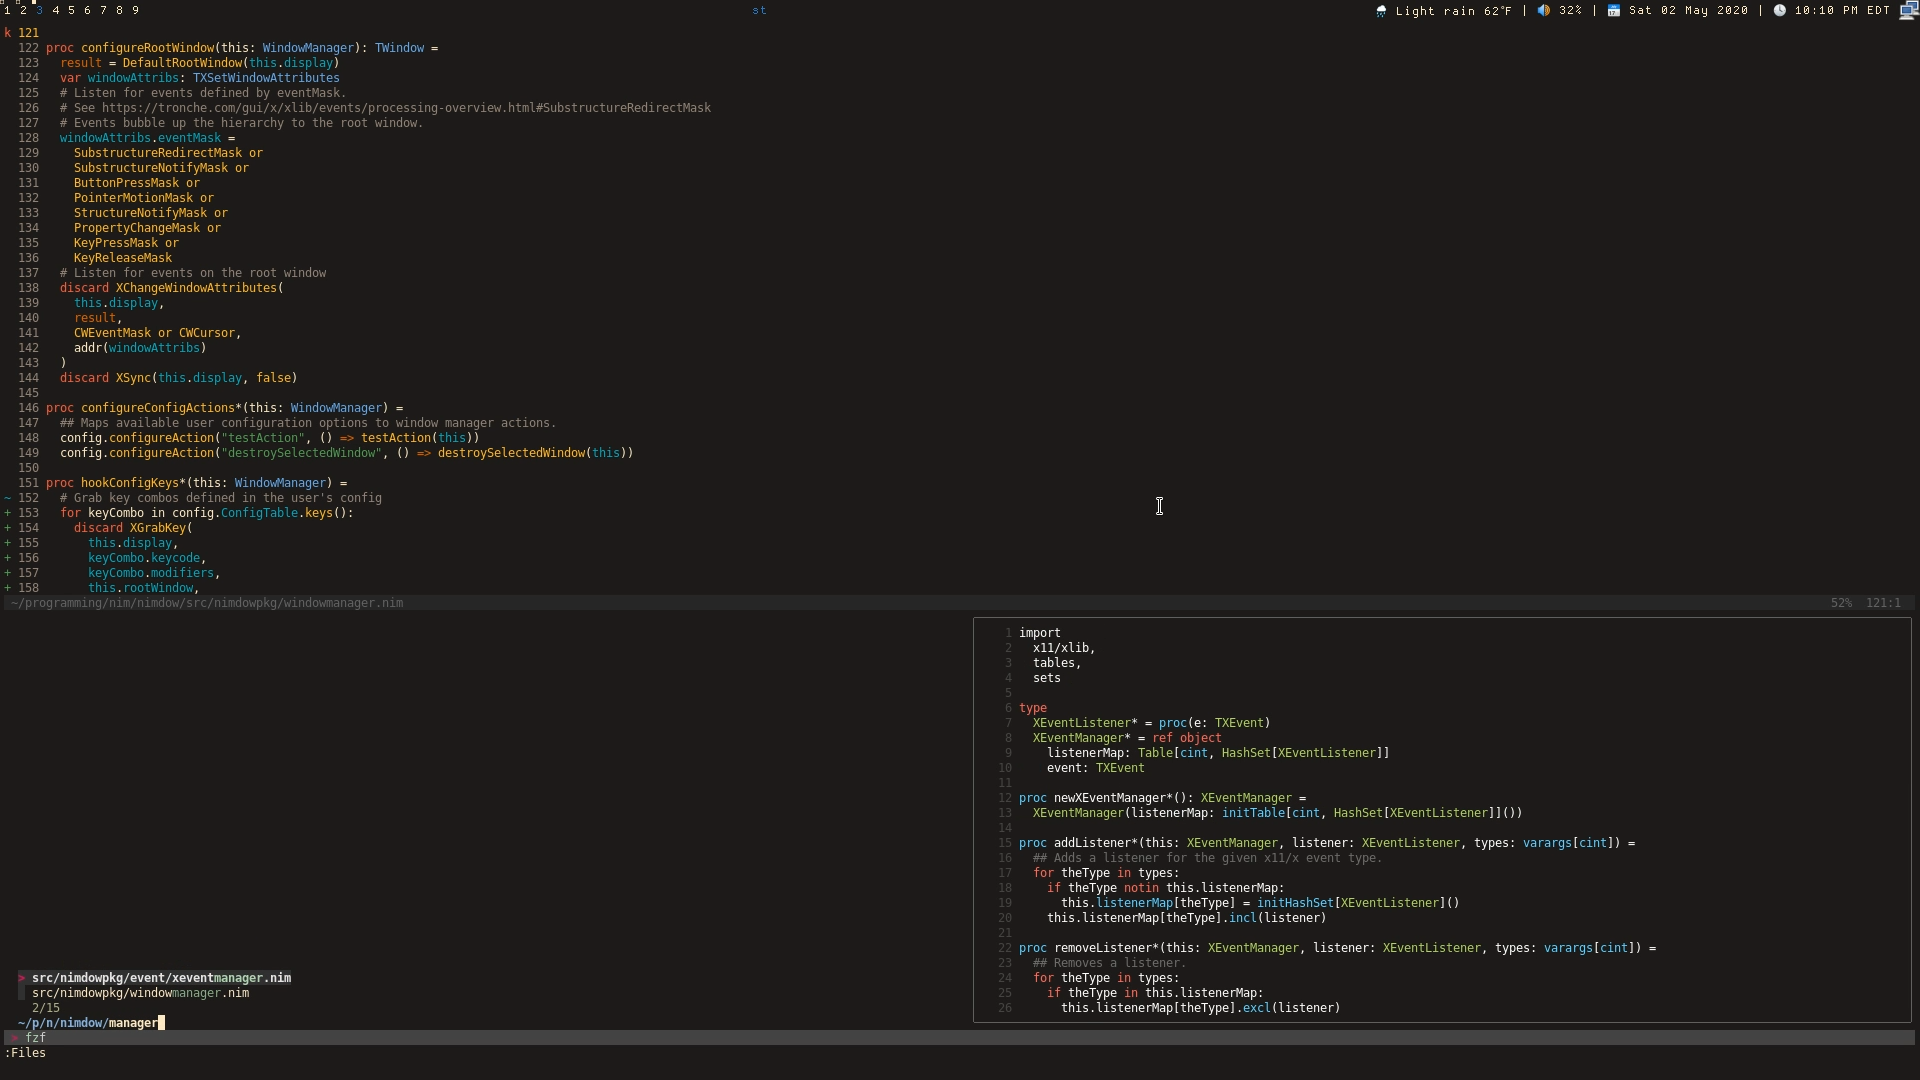 1 2 3 4 5 6 7 8 9
st
Light rain 62°F | 32% | Sat 02 May 2020 | 10:10 PM EDT
k 121
122 proc configureRootWindow(this: WindowManager): TWindow =
123   result = DefaultRootWindow(this.display)
124   var windowAttribs: TXSetWindowAttributes
125   # Listen for events defined by eventMask.
126   # See https://tronche.com/gui/x/xlib/events/processing-overview.html#SubstructureRedirectMask
127   # Events bubble up the hierarchy to the root window.
128   windowAttribs.eventMask =
129     SubstructureRedirectMask or
130     SubstructureNotifyMask or
131     ButtonPressMask or
132     PointerMotionMask or
133     StructureNotifyMask or
134     PropertyChangeMask or
135     KeyPressMask or
136     KeyReleaseMask
137   # Listen for events on the root window
138   discard XChangeWindowAttributes(
139     this.display,
140     result,
141     CWEventMask or CWCursor,
142     addr(windowAttribs)
143   )
144   discard XSync(this.display, false)
145
146 proc configureConfigActions*(this: WindowManager) =
147   ## Maps available user configuration options to window manager actions.
148   config.configureAction("testAction", () => testAction(this))
149   config.configureAction("destroySelectedWindow", () => destroySelectedWindow(this))
150
151 proc hookConfigKeys*(this: WindowManager) =
~ 152   # Grab key combos defined in the user's config
+ 153   for keyCombo in config.ConfigTable.keys():
+ 154     discard XGrabKey(
+ 155       this.display,
+ 156       keyCombo.keycode,
+ 157       keyCombo.modifiers,
+ 158       this.rootWindow,
~/programming/nim/nimdow/src/nimdowpkg/windowmanager.nim 52% 121:1
1 import
2   x11/xlib,
3   tables,
4   sets
5
6 type
7   XEventListener* = proc(e: TXEvent)
8   XEventManager* = ref object
9     listenerMap: Table[cint, HashSet[XEventListener]]
10     event: TXEvent
11
12 proc newXEventManager*(): XEventManager =
13   XEventManager(listenerMap: initTable[cint, HashSet[XEventListener]]())
14
15 proc addListener*(this: XEventManager, listener: XEventListener, types: varargs[cint]) =
16   ## Adds a listener for the given x11/x event type.
17   for theType in types:
18     if theType notin this.listenerMap:
19       this.listenerMap[theType] = initHashSet[XEventListener]()
20     this.listenerMap[theType].incl(listener)
21
22 proc removeListener*(this: XEventManager, listener: XEventListener, types: varargs[cint]) =
23   ## Removes a listener.
24   for theType in types:
25     if theType in this.listenerMap:
26       this.listenerMap[theType].excl(listener)
> src/nimdowpkg/event/xeventmanager.nim
src/nimdowpkg/windowmanager.nim
2/15
~/p/n/nimdow/manager
> fzf
:Files